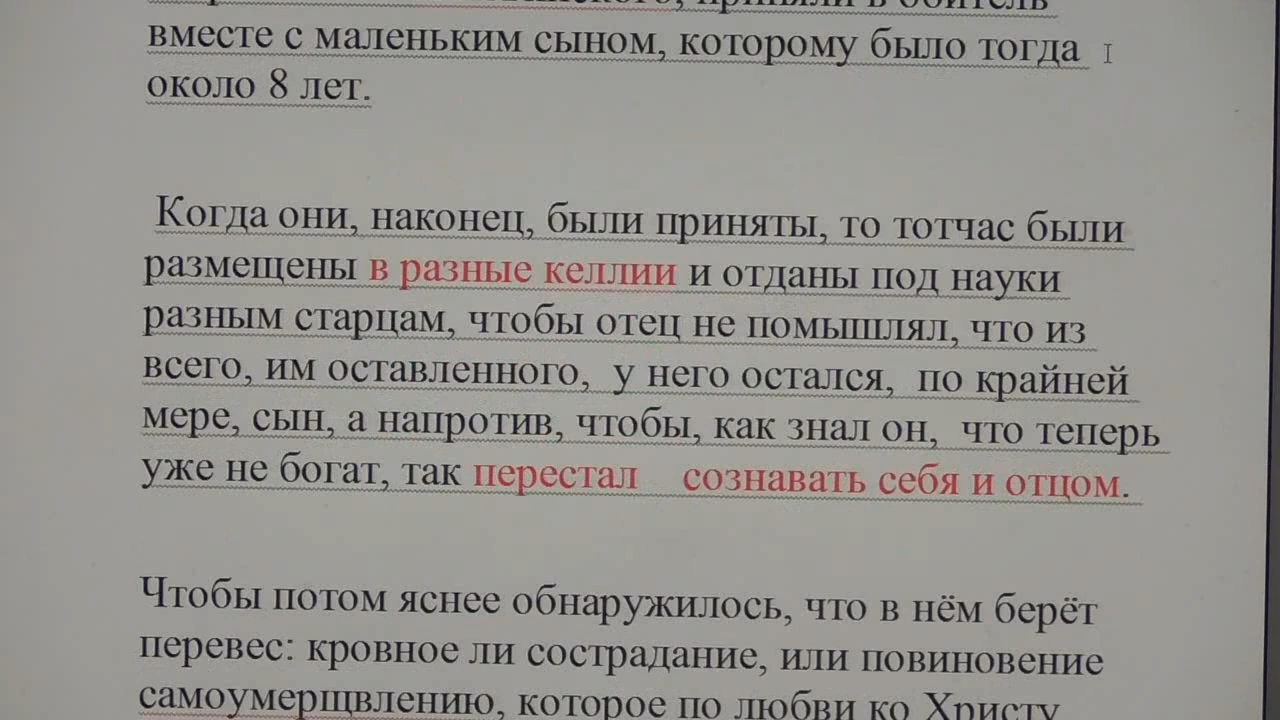 приняли в обитель
вместе с маленьким сыном, которому было тогда
около 8 лет.
Когда они, наконец, были приняты, то тотчас были
размещены в разные келлии и отданы под науки
разным старцам, чтобы отец не помышлял, что из
всего, им оставленного, у него остался, по крайней
мере, сын, а напротив, чтобы, как знал он, что теперь
уже не богат, так перестал сознавать себя и отцом.
Чтобы потом яснее обнаружилось, что в нём берёт
перевес: кровное ли сострадание, или повиновение
самоумерщвлению, которое по любви ко Христу